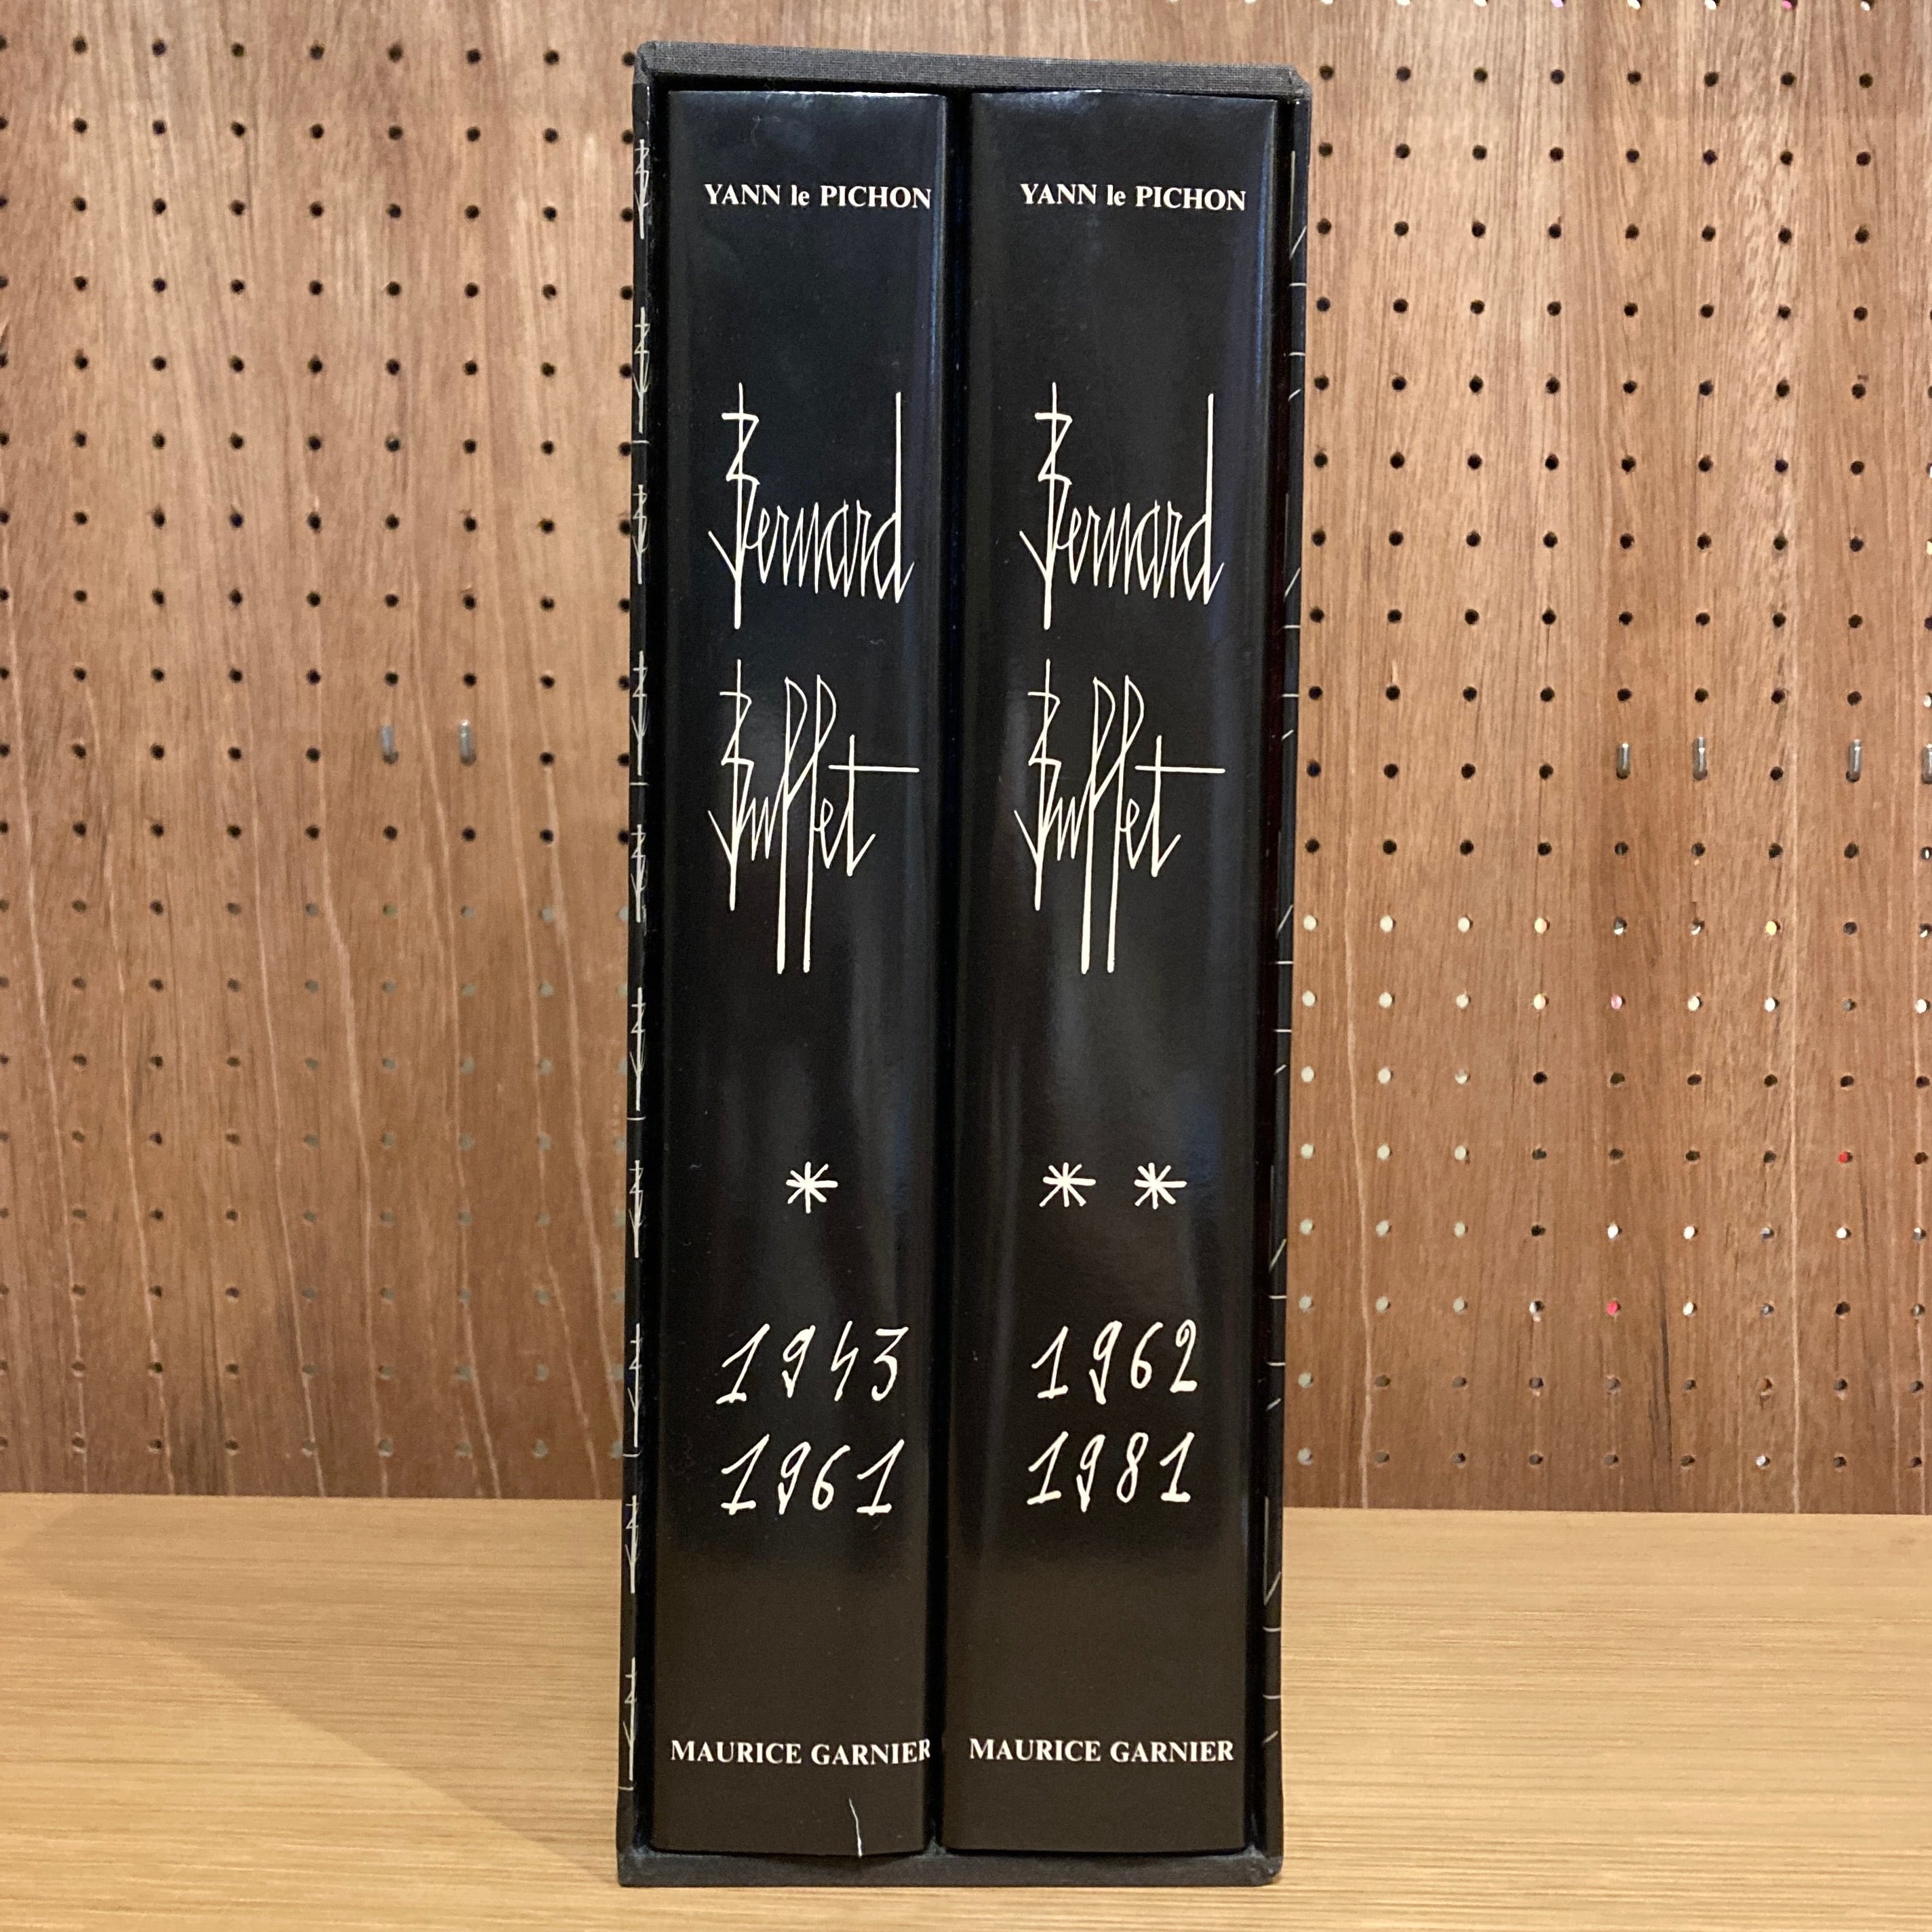 YANN le PICHON
Bernard
Buffet
*
1943
1961
MAURICE GARNIER
YANN le PICHON
Bernard
Buffet
* *
1962
1981
MAURICE GARNIER